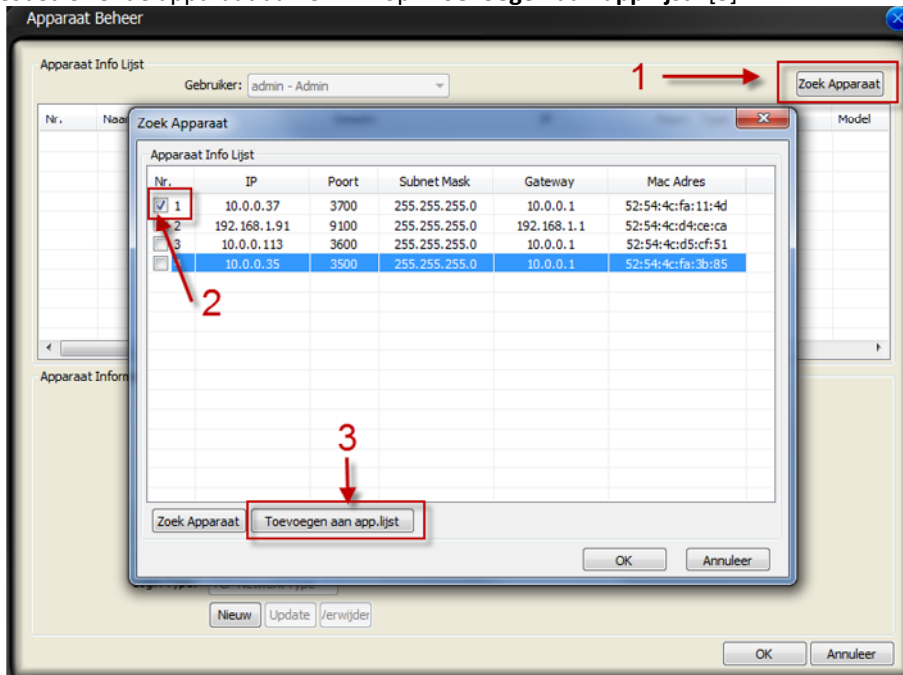 Apparaat Beheer
Apparaat Info Lijst
Gebruiker: admin - Admin
1
Zoek Apparaat
Nr. Naam Model
Zoek Apparaat
Apparaat Info Lijst
Nr. IP Poort Subnet Mask Gateway Mac Adres
1 10.0.0.37 3700 255.255.255.0 10.0.0.1 52:54:4c:fa:11:4d
2 192.168.1.91 9100 255.255.255.0 192.168.1.1 52:54:4c:d4:ce:ca
3 10.0.0.113 3600 255.255.255.0 10.0.0.1 52:54:4c:d5:cf:51
10.0.0.35 3500 255.255.255.0 10.0.0.1 52:54:4c:fa:3b:85
2
Apparaat Inform
3
Zoek Apparaat Toevoegen aan app.lijst
OK Annuleer
Nieuw Update /erwijder
OK Annuleer